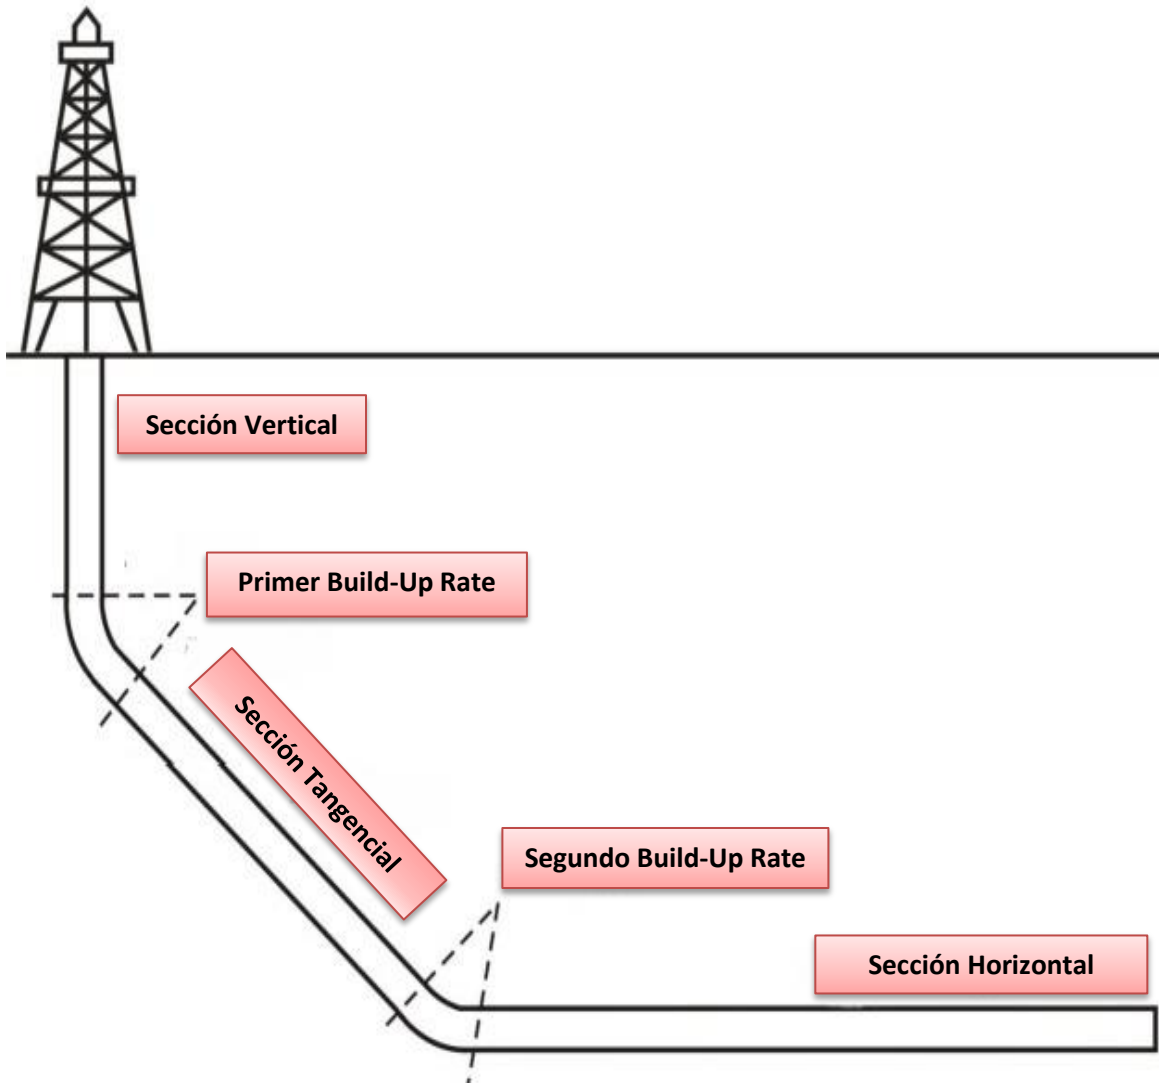 Sección Vertical
Primer Build-Up Rate
Sección Tangencial
Segundo Build-Up Rate
Sección Horizontal